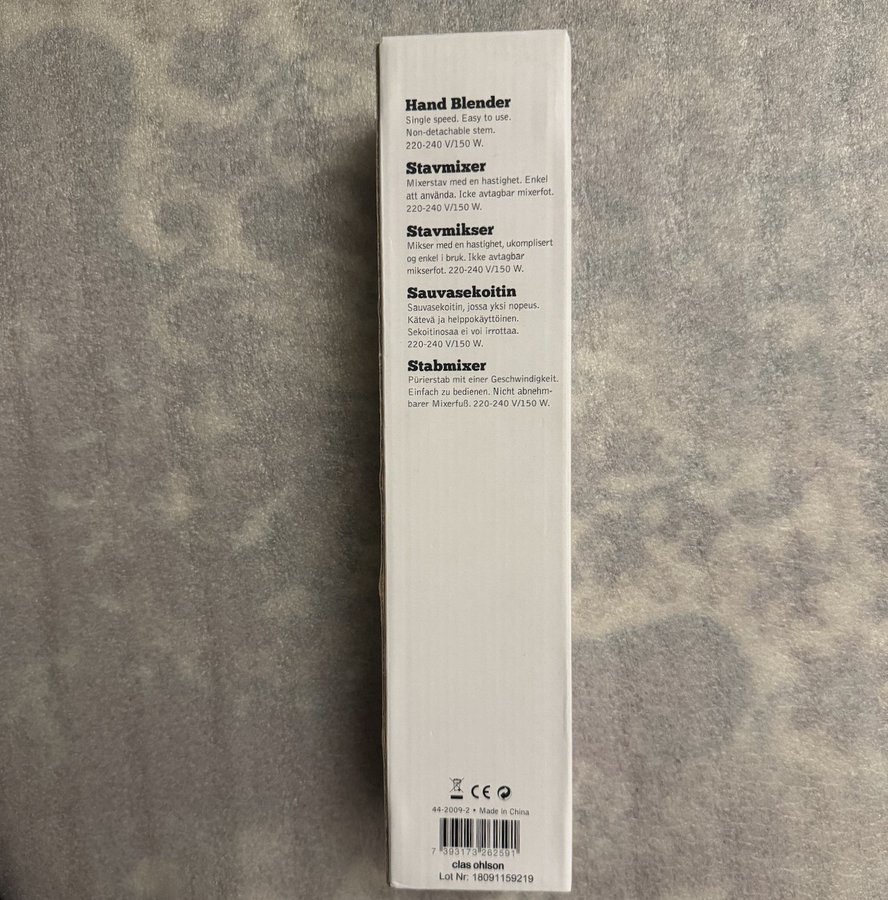 Hand Blender
Single speed. Easy to use.
Non-detachable stem.
220-240 V/150 W.
Stavmixer
Mixerstav med en hastighet. Enkel
att använda. Icke avtagbar mixerfot.
220-240 V/150 W.
Stavmikser
Mikser med en hastighet, ukomplisert
og enkel i bruk. Ikke avtagbar
mikserfot. 220-240 V/150 W.
Sauvasekoitin
Sauvasekoitin, jossa yksi nopeus.
Kätevä ja helppokäyttöinen.
Sekoitinosaa ei voi irrottaa.
220-240 V/150 W.
Stabmixer
Pürierstab mit einer Geschwindigkeit.
Einfach zu bedienen. Nicht abnehm-
barer Mixerfuß. 220-240 V/150 W.
CE
44-2009-2 • Made in China
7 393173 262591
clas ohlson
Lot Nr: 18091159219